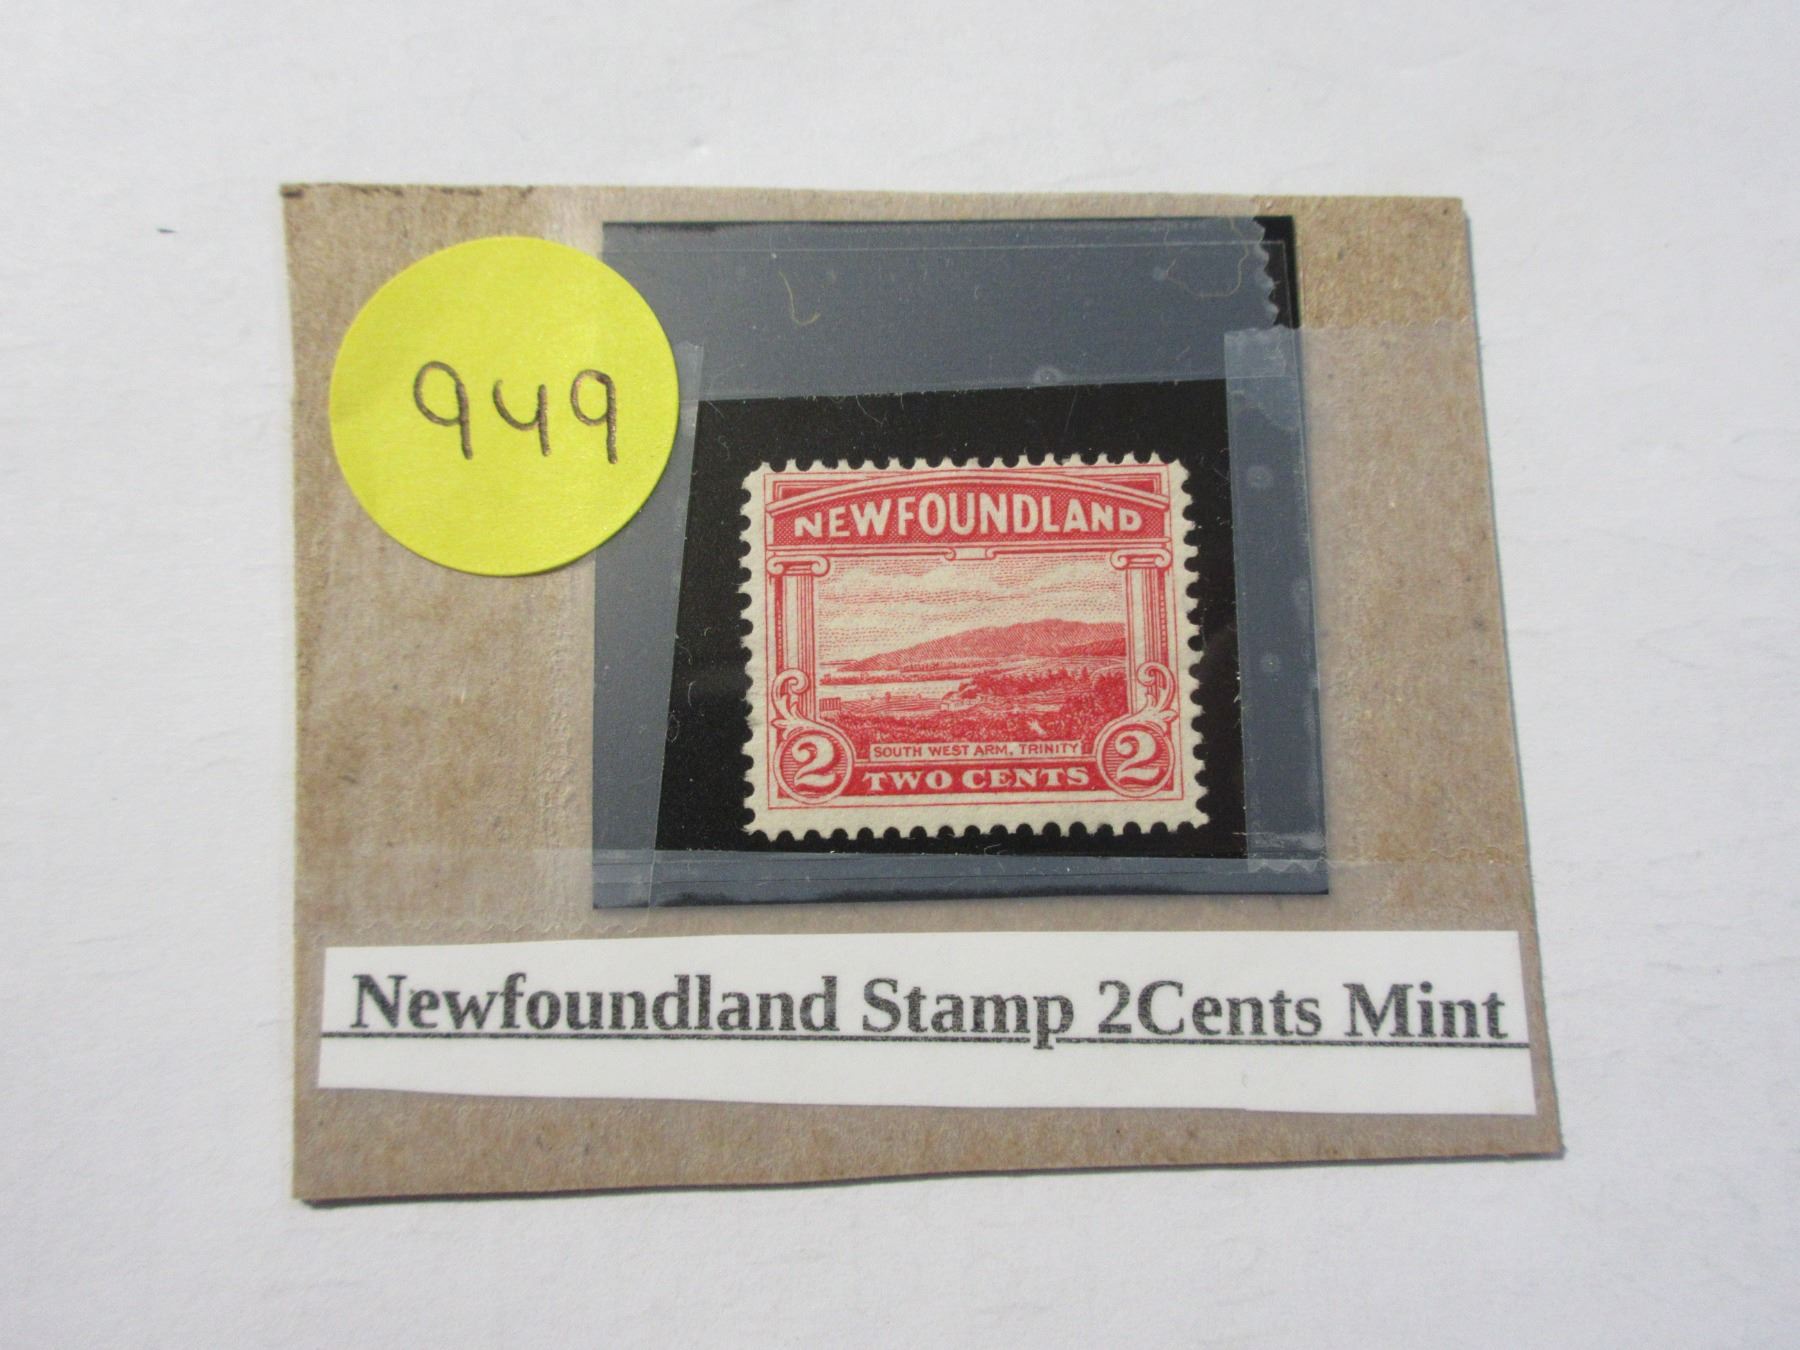 949
NEWFOUNDLAND
SOUTH WEST ARM, TRINITY
2 TWO CENTS 2
Newfoundland Stamp 2Cents Mint